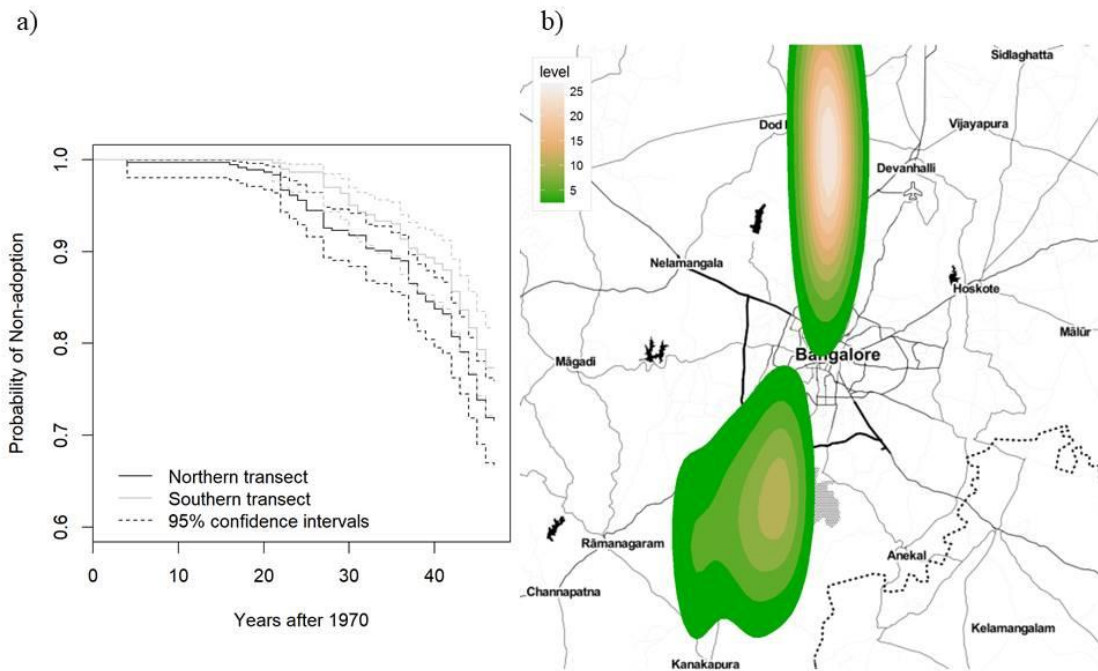 a)
b)
Probability of Non-adoption
1.0
0.9
0.8
0.7
0.6
Northern transect
Southern transect
95% confidence intervals
0 10 20 30 40
Years after 1970
level
25
20
15
10
5
Sidlaghatta
Dod
Vijayapura
Devanhalli
Nelamangala
Hoskote
Bangalore
Mālūr
Māgadi
Rāmanagaram
Anekal
Channapatna
Kelamangalam
Kanakapura